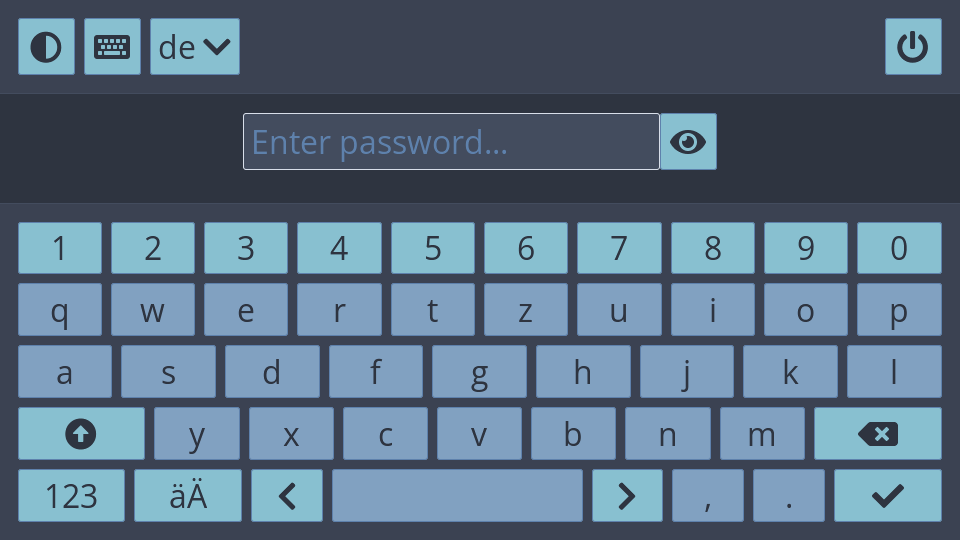 de
Enter password...
1 2 3 4 5 6 7 8 9 0
q w e r t z u i o p
a s d f g h j k l
y x c v b n m
123 äÄ , .